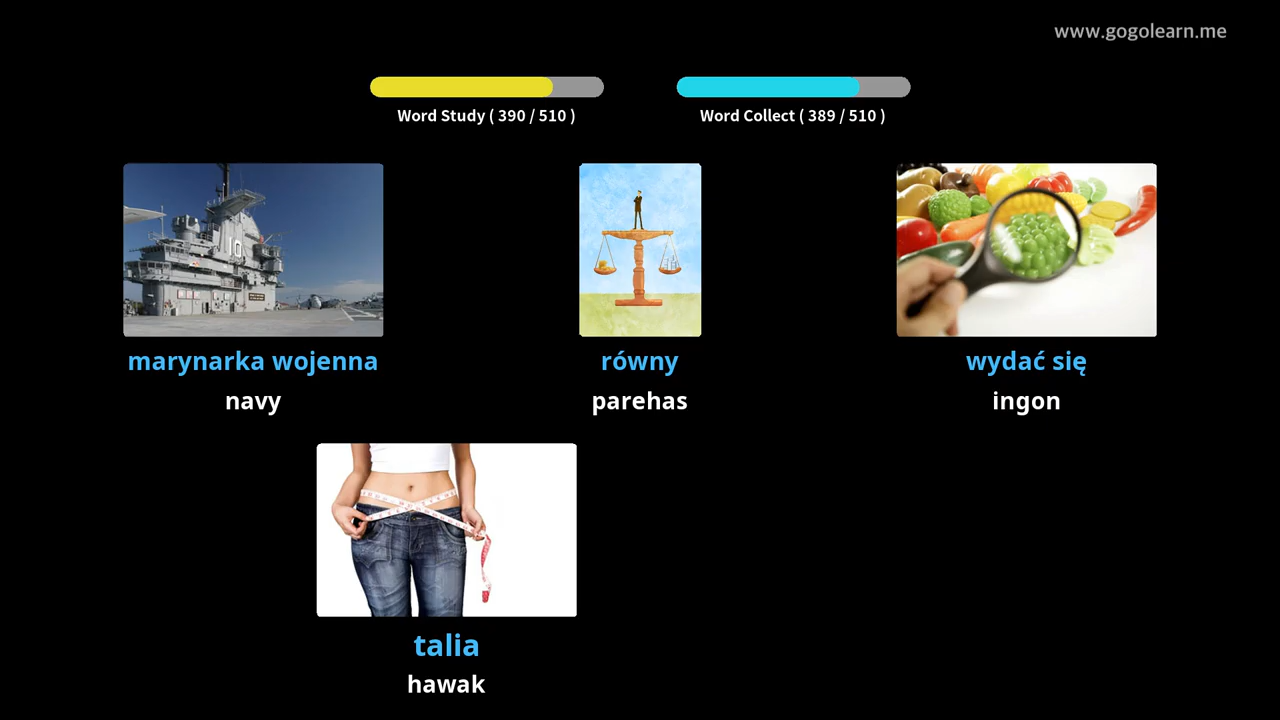 www.gogolearn.me
Word Study ( 390 / 510 )
Word Collect ( 389 / 510 )
marynarka wojenna
równy
wydać się
navy
parehas
ingon
talia
hawak